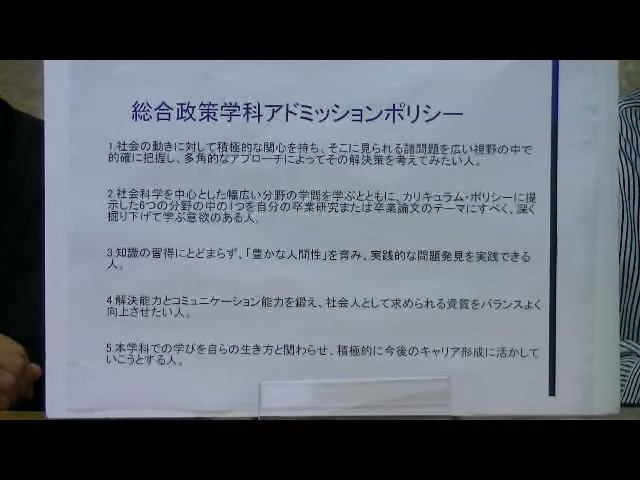 総合政策学科アドミッションポリシー
1.社会の動きに対して積極的な関心を持ち、そこに見られる諸問題を広い視野の中で
的確に把握し、多角的なアプローチによってその解決策を考えてみたい人。
2.社会科学を中心とした幅広い分野の学問を学ぶとともに、カリキュラム・ポリシーに提
示した6つの分野の中の1つを自分の卒業研究または卒業論文のテーマにすべく、深く
掘り下げて学ぶ意欲のある人。
3.知識の習得にとどまらず、「豊かな人間性」を育み、実践的な問題発見を実践できる
人。
4.解決能力とコミュニケーション能力を鍛え、社会人として求められる資質をバランスよく
向上させたい人。
5.本学科での学びを自らの生き方と関わらせ、積極的に今後のキャリア形成に活かして
いこうとする人。